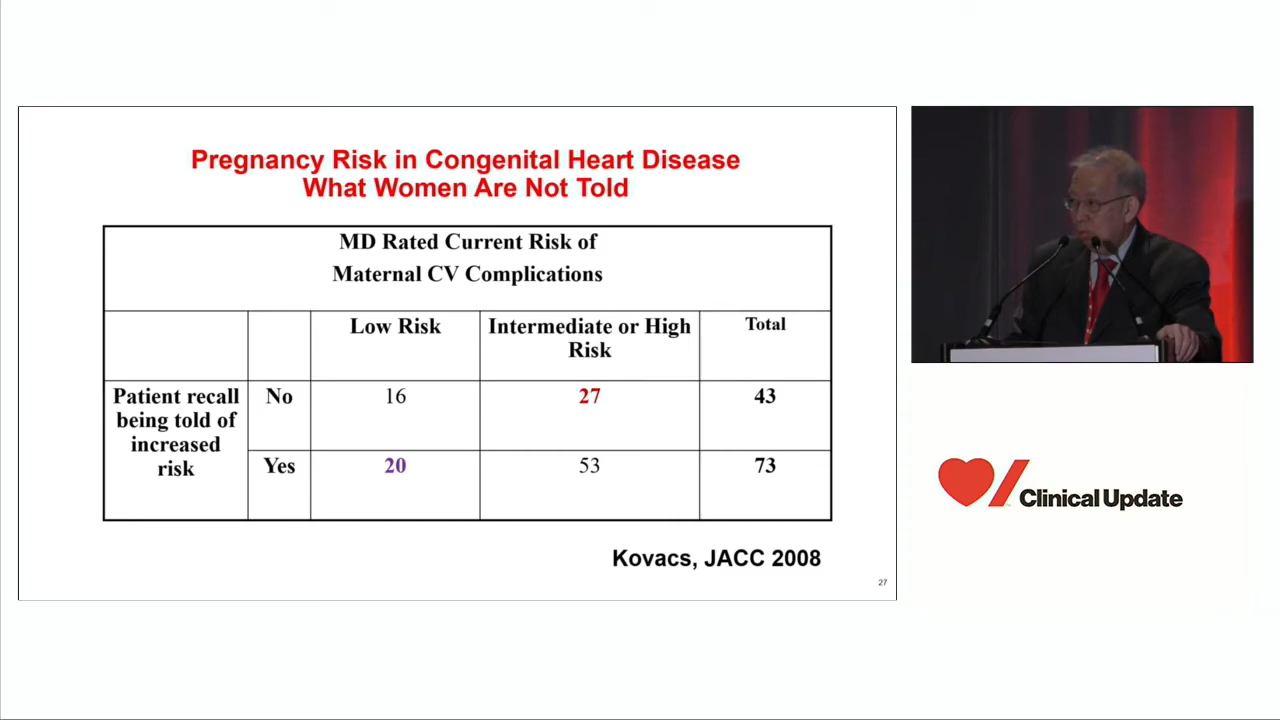 Pregnancy Risk in Congenital Heart Disease
What Women Are Not Told
MD Rated Current Risk of
Maternal CV Complications
Low Risk
Intermediate or High
Risk
Total
Patient recall
being told of
increased
risk
No
16
27
43
Yes
20
53
73
Kovacs, JACC 2008
27
Clinical Update